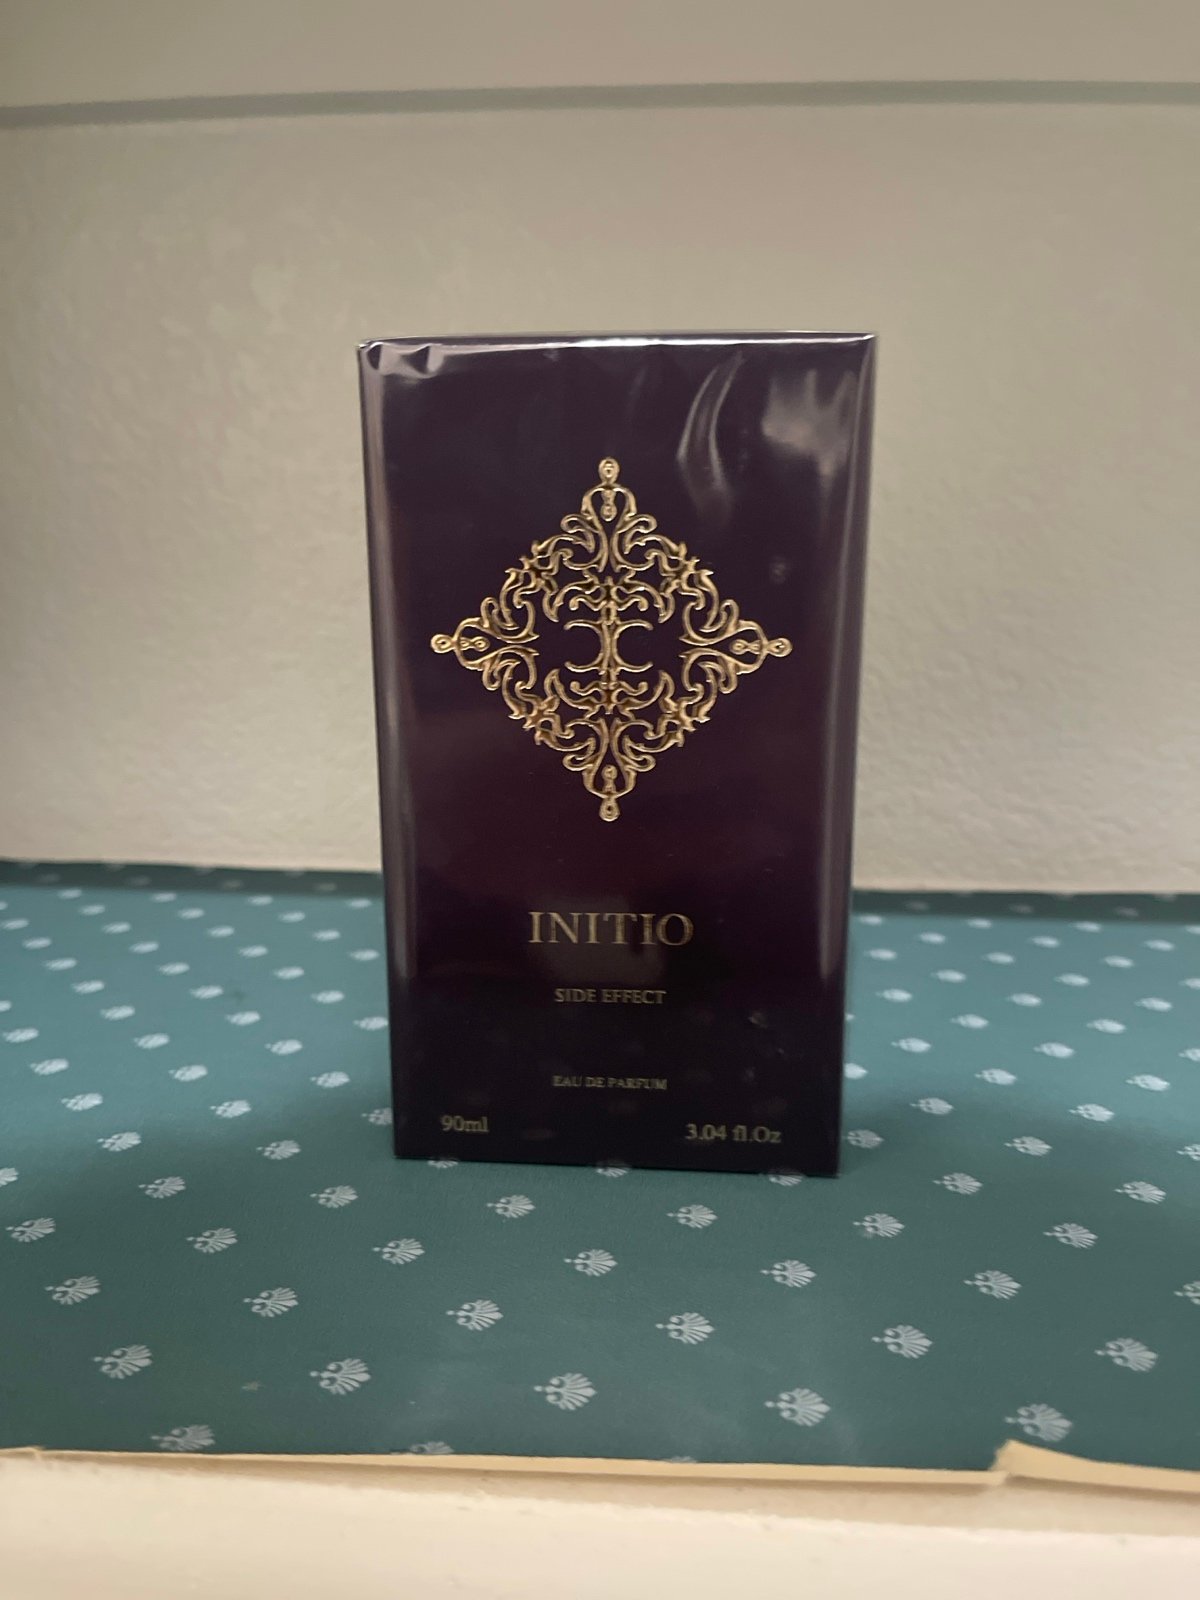 INITIO
SIDE EFFECT
EAU DE PARFUM
90ml 3.04 fl.Oz